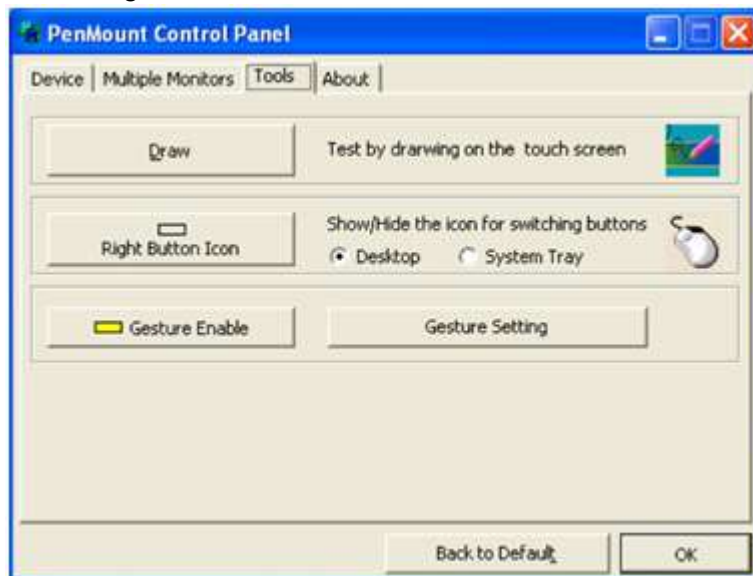 PenMount Control Panel
Device Multiple Monitors Tools About
Draw Test by drarwing on the touch screen
Right Button Icon Show/Hide the icon for switching buttons
Desktop System Tray
Gesture Enable Gesture Setting
Back to Default OK